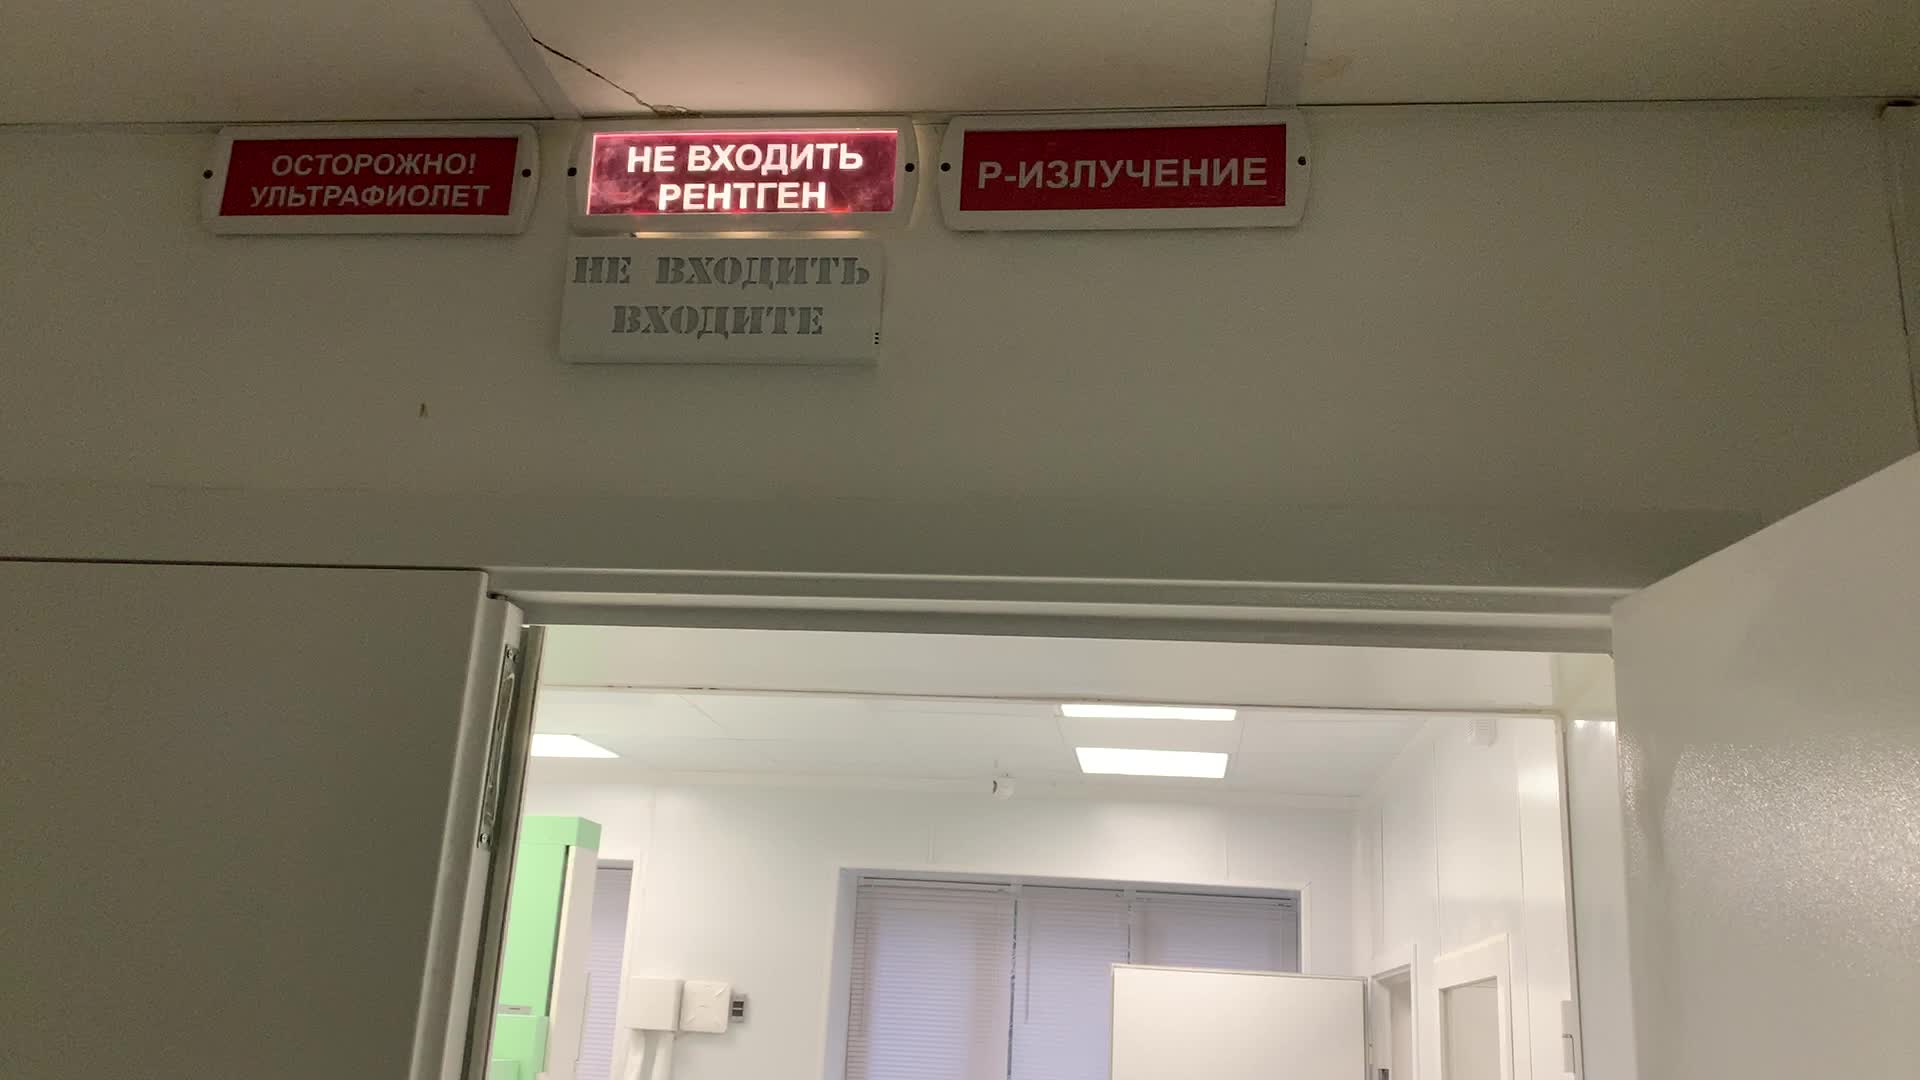 ОСТОРОЖНО!
УЛЬТРАФИОЛЕТ
НЕ ВХОДИТЬ
РЕНТГЕН
Р-ИЗЛУЧЕНИЕ
НЕ ВХОДИТЬ
ВХОДИТЕ